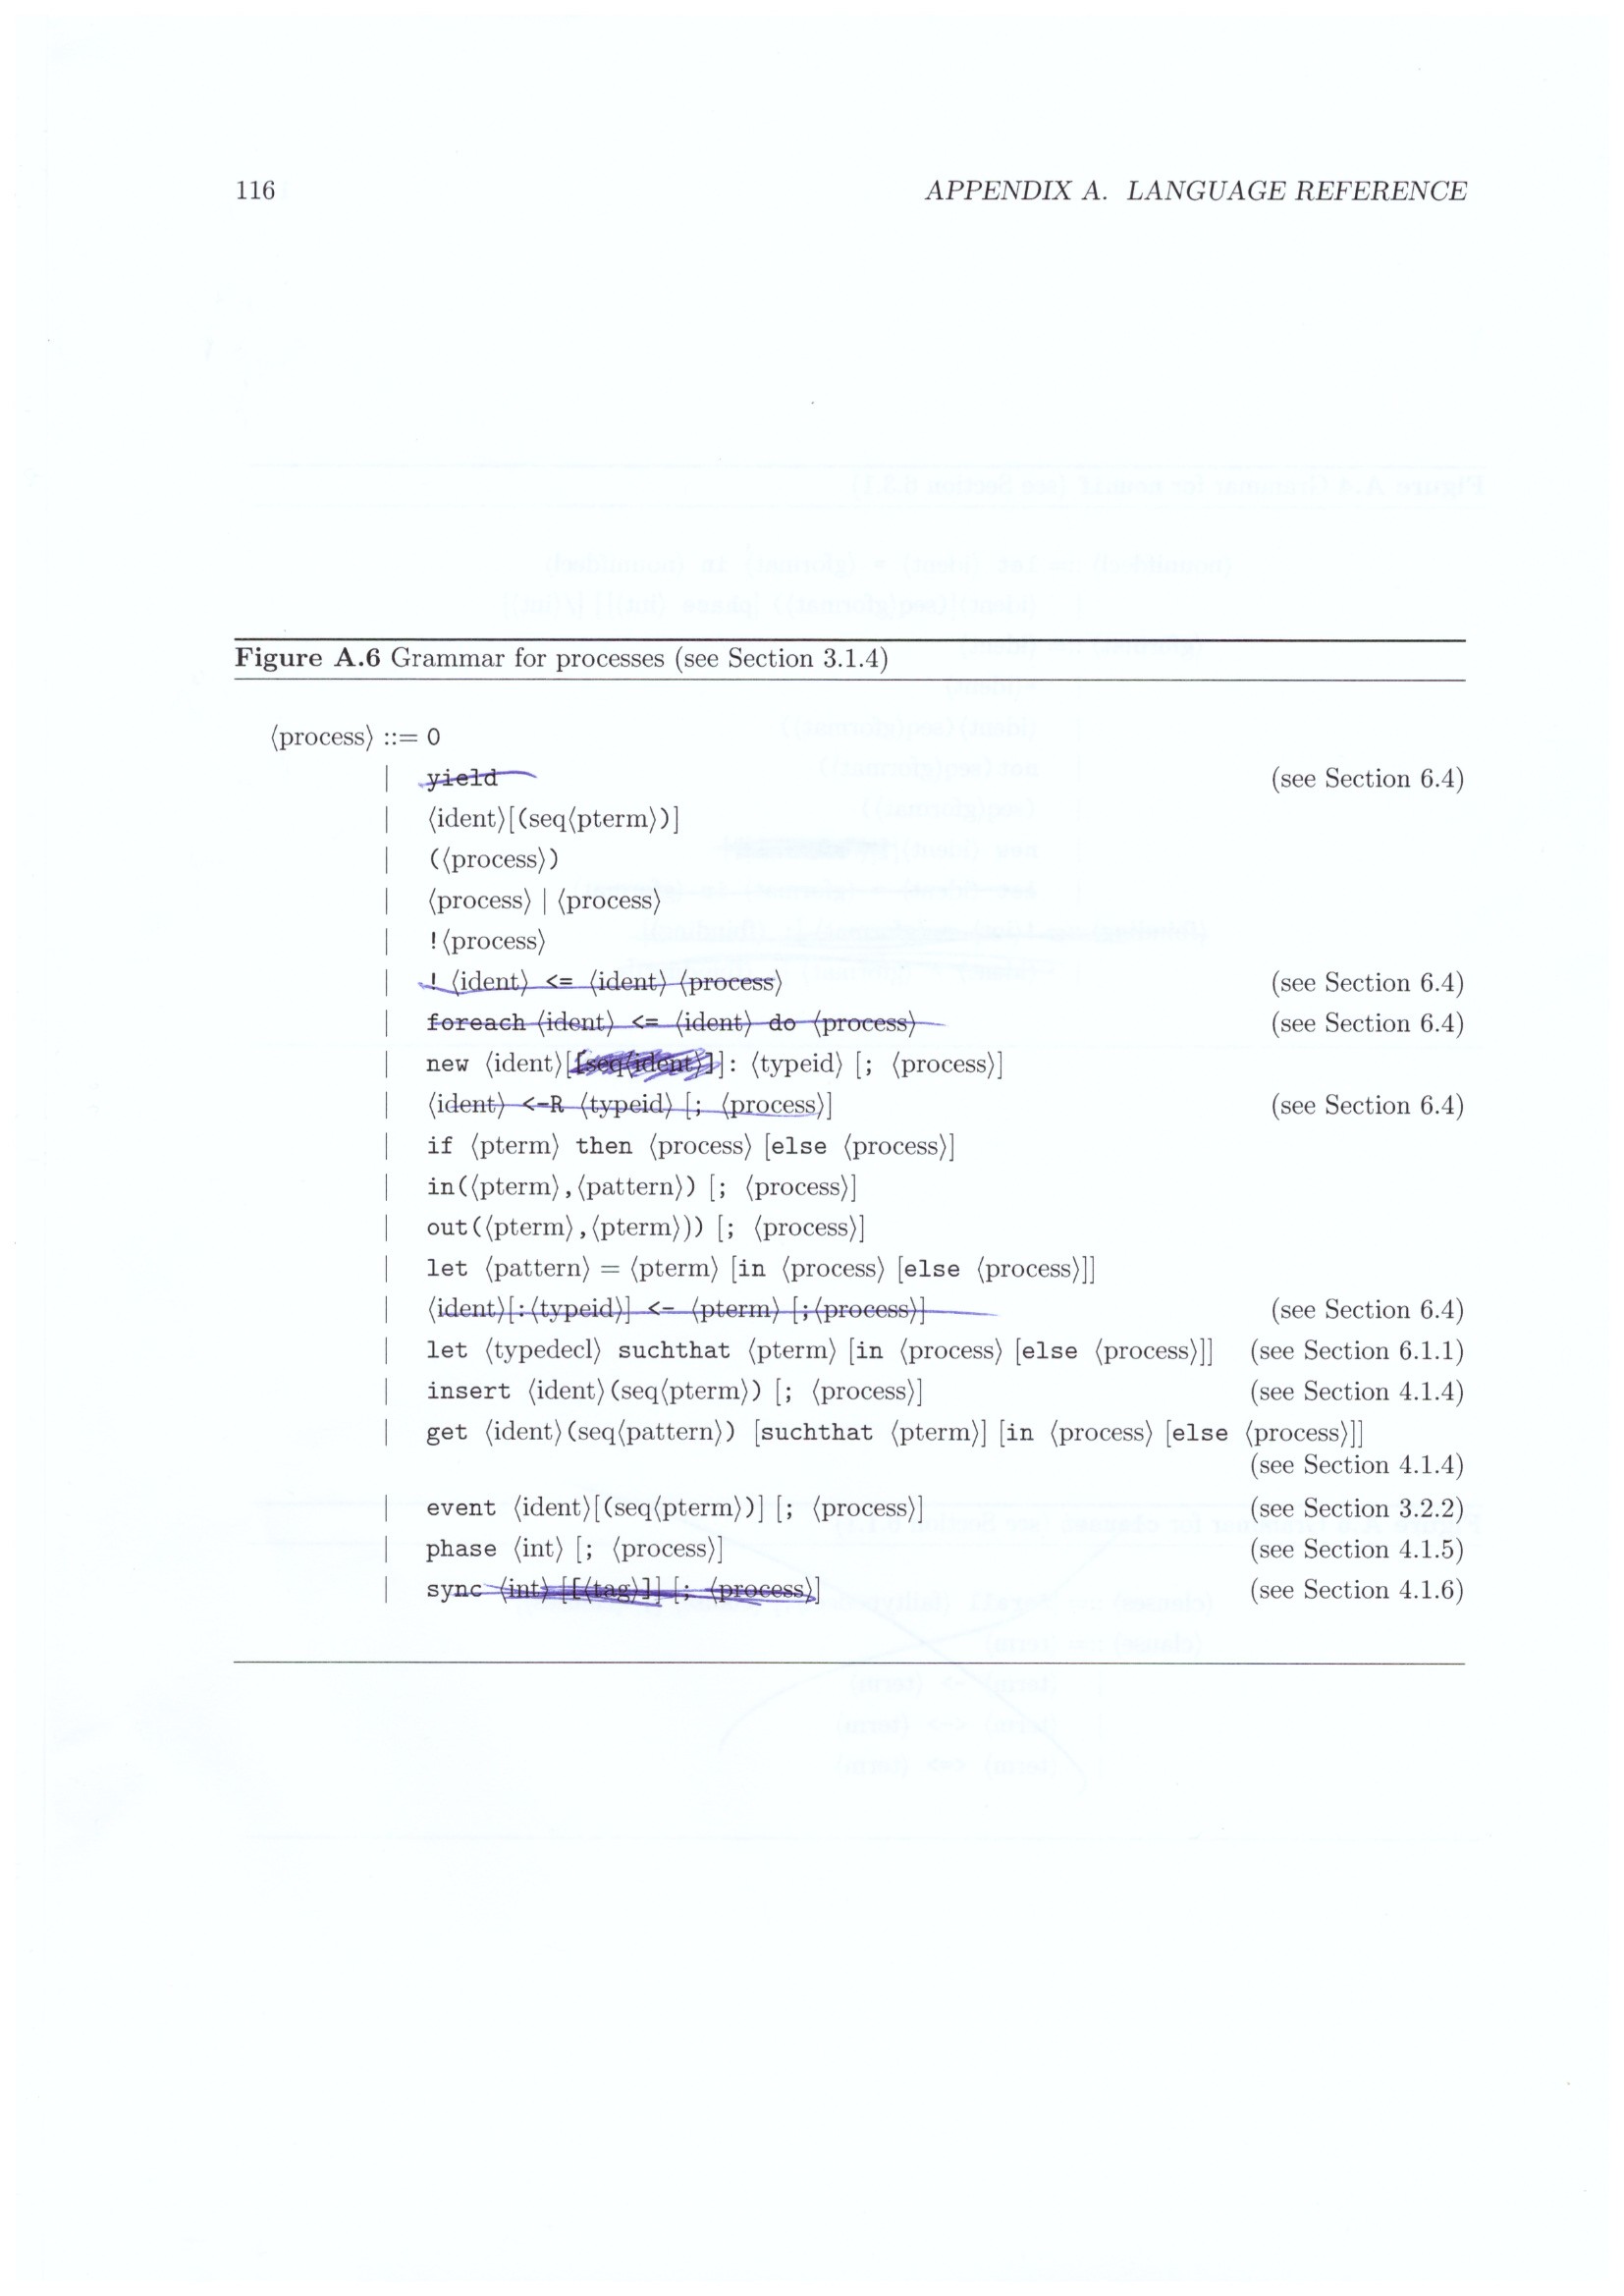 116 APPENDIX A. LANGUAGE REFERENCE
Figure A.6 Grammar for processes (see Section 3.1.4)
⟨process⟩ ::= 0
| yield (see Section 6.4)
| ⟨ident⟩[(seq⟨pterm⟩)]
| (⟨process⟩)
| ⟨process⟩ | ⟨process⟩
| !⟨process⟩
| ! ⟨ident⟩ <= ⟨ident⟩ ⟨process⟩ (see Section 6.4)
| foreach ⟨ident⟩ <= ⟨ident⟩ do ⟨process⟩ (see Section 6.4)
| new ⟨ident⟩[[seq⟨ident⟩]]: ⟨typeid⟩ [; ⟨process⟩]
| ⟨ident⟩ <-R ⟨typeid⟩ [; ⟨process⟩] (see Section 6.4)
| if ⟨pterm⟩ then ⟨process⟩ [else ⟨process⟩]
| in(⟨pterm⟩,⟨pattern⟩) [; ⟨process⟩]
| out(⟨pterm⟩,⟨pterm⟩)) [; ⟨process⟩]
| let ⟨pattern⟩ = ⟨pterm⟩ [in ⟨process⟩ [else ⟨process⟩]]
| ⟨ident⟩[:⟨typeid⟩] <- ⟨pterm⟩ [;⟨process⟩] (see Section 6.4)
| let ⟨typedecl⟩ suchthat ⟨pterm⟩ [in ⟨process⟩ [else ⟨process⟩]] (see Section 6.1.1)
| insert ⟨ident⟩(seq⟨pterm⟩) [; ⟨process⟩] (see Section 4.1.4)
| get ⟨ident⟩(seq⟨pattern⟩) [suchthat ⟨pterm⟩] [in ⟨process⟩ [else ⟨process⟩]]
(see Section 4.1.4)
| event ⟨ident⟩[(seq⟨pterm⟩)] [; ⟨process⟩] (see Section 3.2.2)
| phase ⟨int⟩ [; ⟨process⟩] (see Section 4.1.5)
| sync ⟨int⟩ [[⟨tag⟩]] [; ⟨process⟩] (see Section 4.1.6)